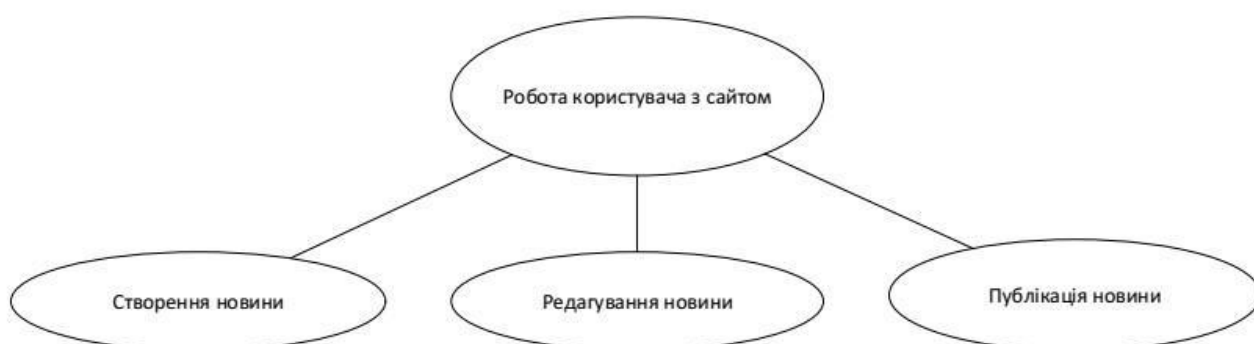 Робота користувача з сайтом
Створення новини
Редагування новини
Публікація новини